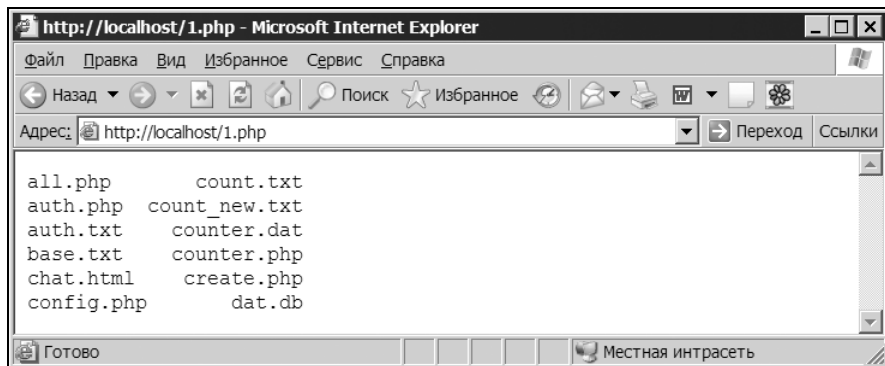 http://localhost/1.php - Microsoft Internet Explorer
Файл Правка Вид Избранное Сервис Справка
Назад Поиск Избранное
Адрес: http://localhost/1.php Переход Ссылки
all.php count.txt
auth.php count_new.txt
auth.txt counter.dat
base.txt counter.php
chat.html create.php
config.php dat.db
Готово Местная интрасеть